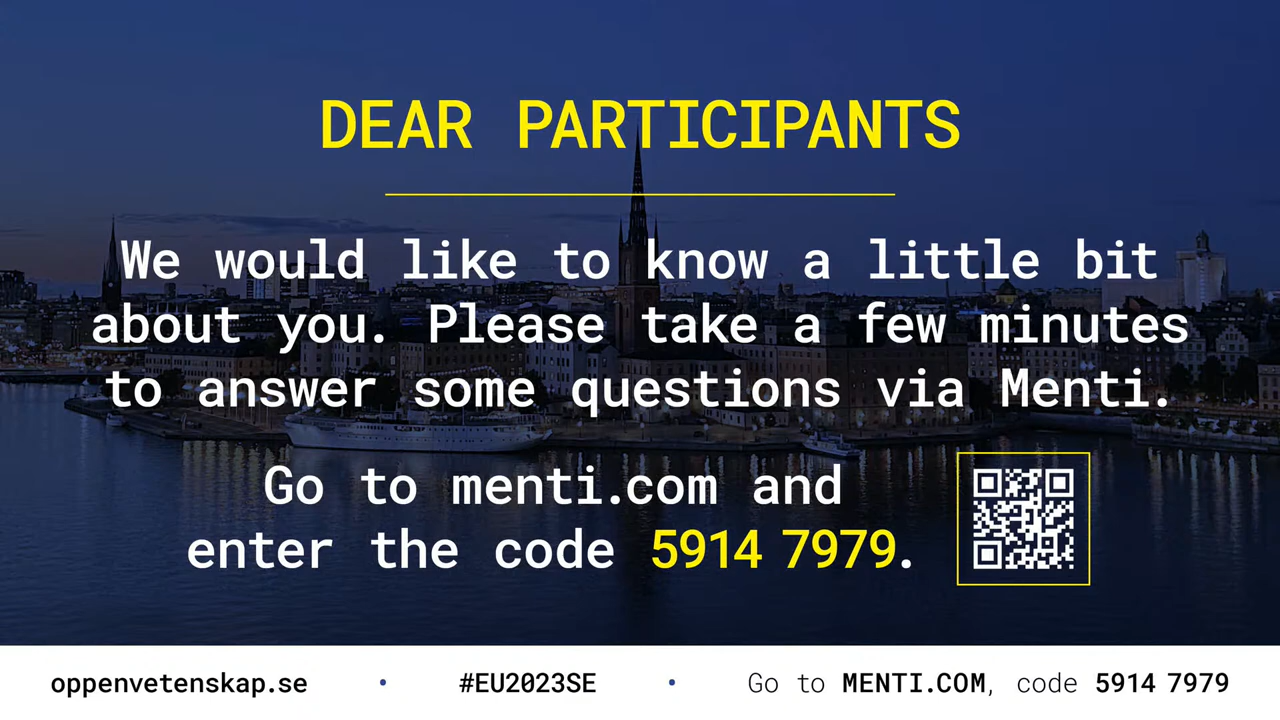 DEAR PARTICIPANTS
We would like to know a little bit
about you. Please take a few minutes
to answer some questions via Menti.
Go to menti.com and
enter the code 5914 7979.
oppenvetenskap.se • #EU2023SE • Go to MENTI.COM, code 5914 7979